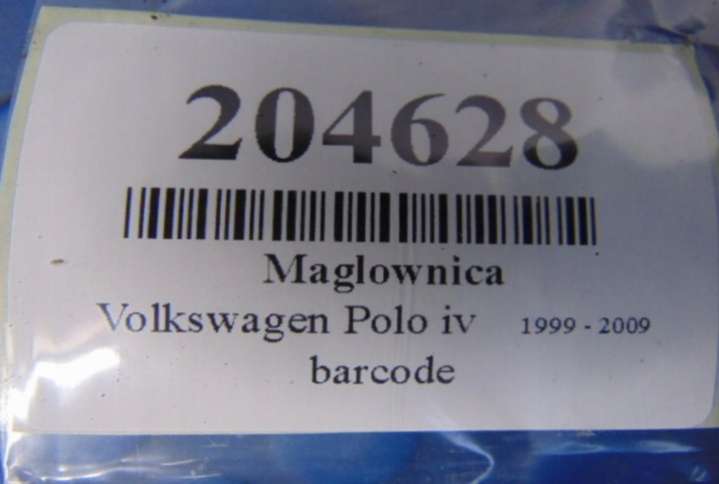 204628
Maglownica
Volkswagen Polo iv 1999 - 2009
barcode